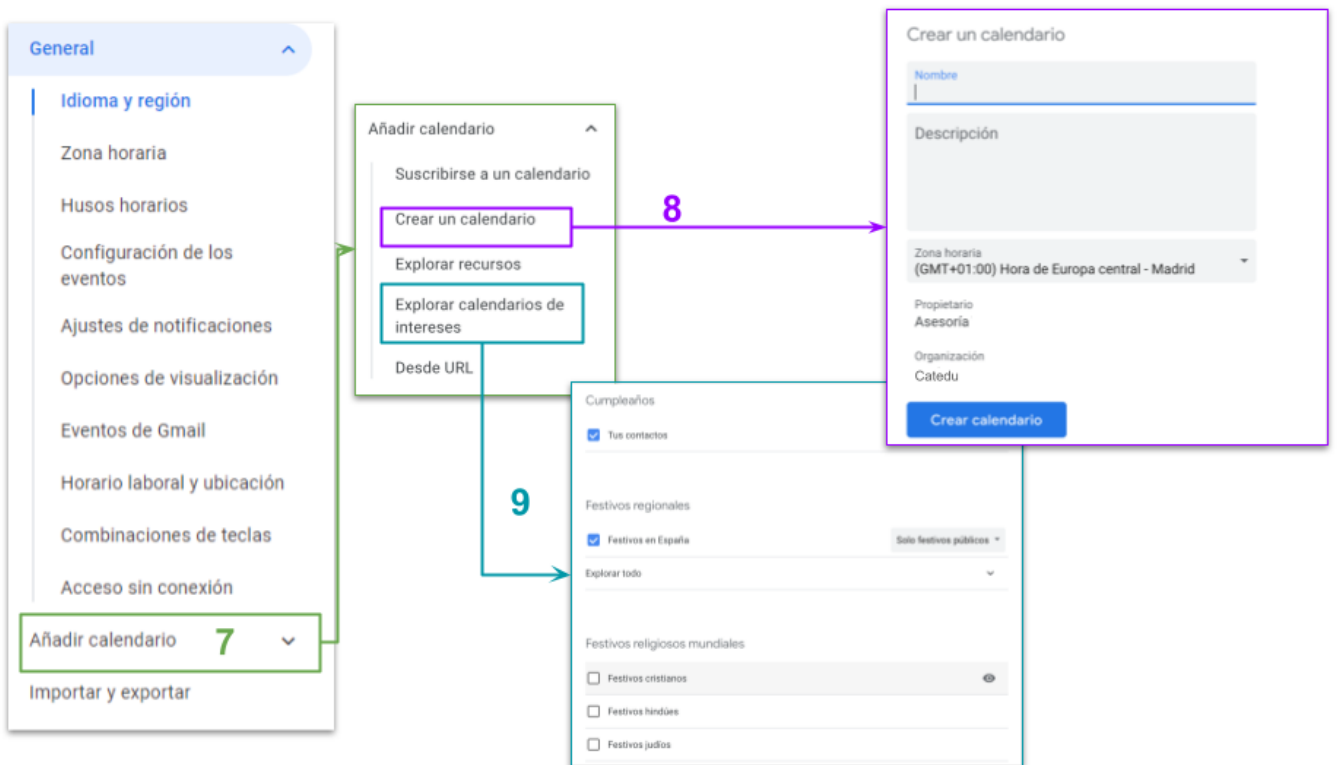 General
Idioma y región
Zona horaria
Husos horarios
Configuración de los
eventos
Ajustes de notificaciones
Opciones de visualización
Eventos de Gmail
Horario laboral y ubicación
Combinaciones de teclas
Acceso sin conexión
Añadir calendario
7
Importar y exportar
Añadir calendario
Suscribirse a un calendario
Crear un calendario
Explorar recursos
Explorar calendarios de
intereses
Desde URL
8
Crear un calendario
Nombre
Descripción
Zona horaria
(GMT+01:00) Hora de Europa central - Madrid
Propietario
Asesoría
Organización
Catedu
Crear calendario
9
Cumpleaños
Tus contactos
Festivos regionales
Festivos en España
Solo festivos públicos
Explorar todo
Festivos religiosos mundiales
Festivos cristianos
Festivos hindúes
Festivos judíos